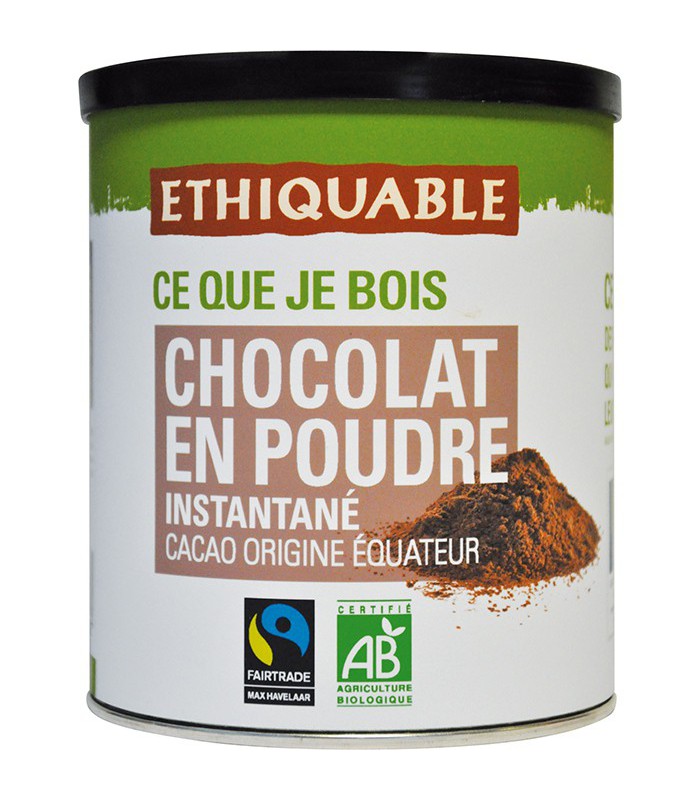 ETHIQUABLE
CE QUE JE BOIS
CHOCOLAT
EN POUDRE
INSTANTANÉ
CACAO ORIGINE ÉQUATEUR
FAIRTRADE
MAX HAVELAAR
CERTIFIÉ
AB
AGRICULTURE
BIOLOGIQUE